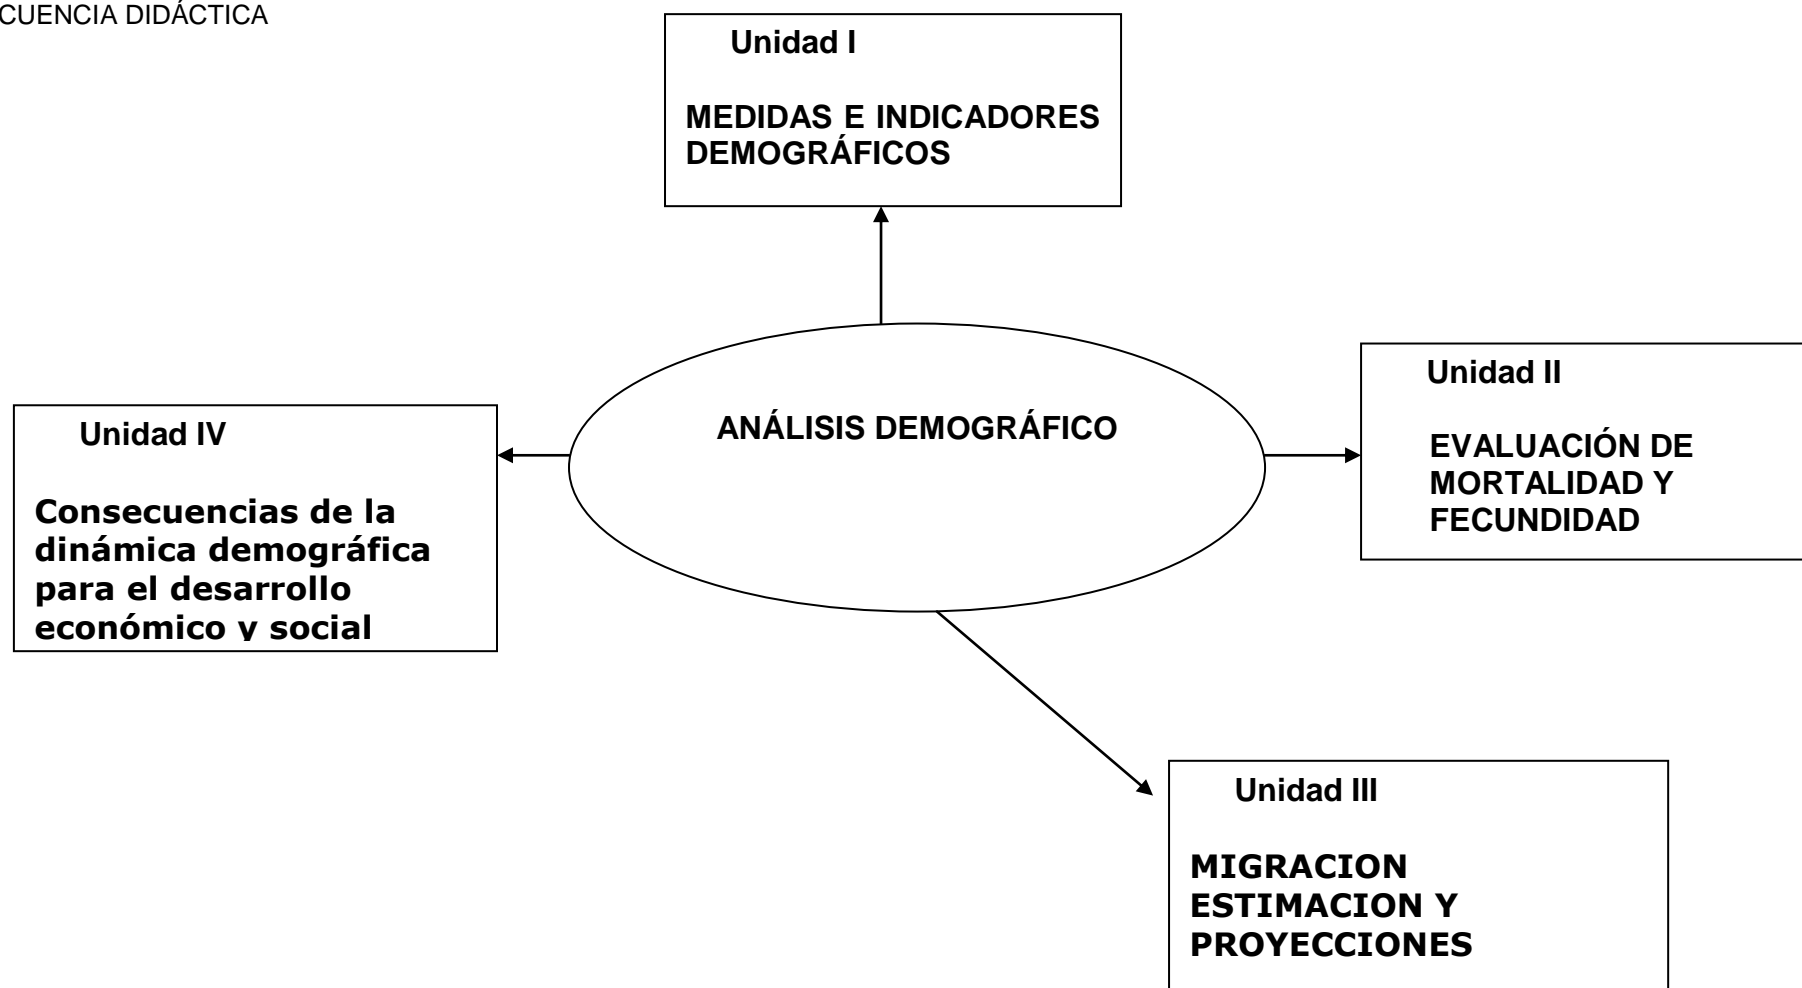 CUENCIA DIDÁCTICA
Unidad I
MEDIDAS E INDICADORES
DEMOGRÁFICOS
ANÁLISIS DEMOGRÁFICO
Unidad II
EVALUACIÓN DE
MORTALIDAD Y
FECUNDIDAD
Unidad IV
Consecuencias de la
dinámica demográfica
para el desarrollo
económico y social
Unidad III
MIGRACION
ESTIMACION Y
PROYECCIONES